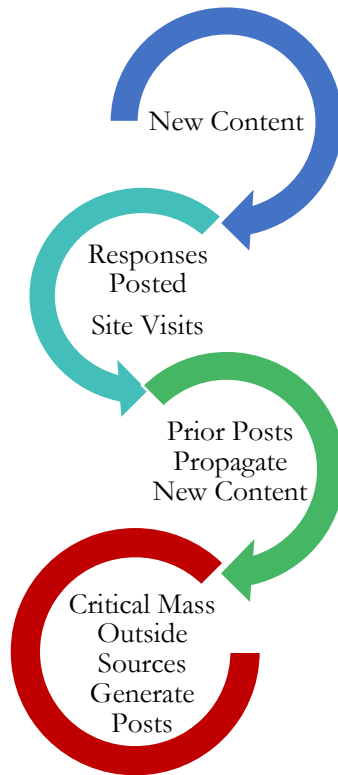 New Content
Responses
Posted
Site Visits
Prior Posts
Propagate
New Content
Critical Mass
Outside
Sources
Generate
Posts